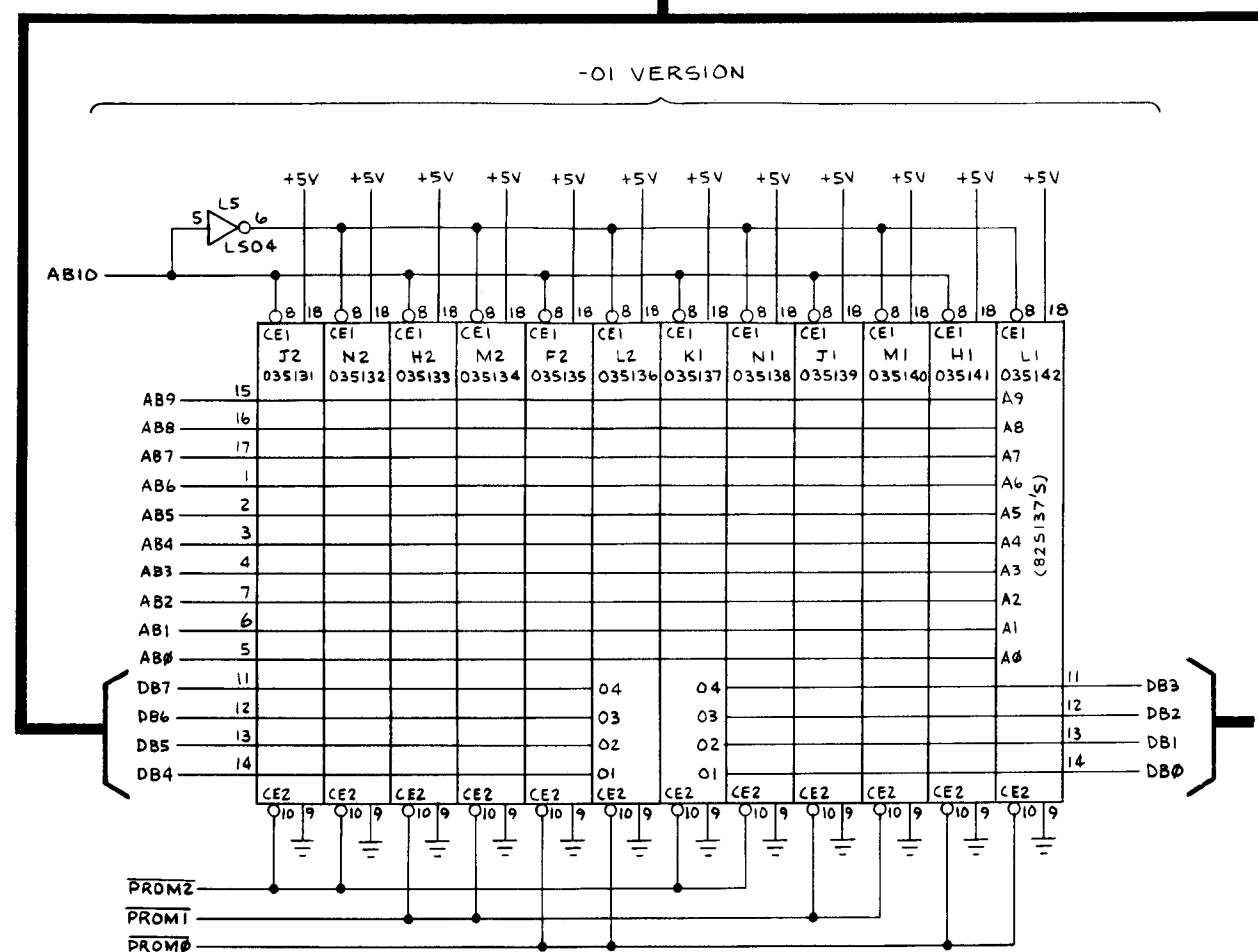 -01 VERSION
+5V +5V +5V +5V +5V +5V +5V +5V +5V +5V +5V +5V
L5
5 6
LS04
AB10
8 18 8 18 8 18 8 18 8 18 8 18 8 18 8 18 8 18 8 18 8 18 8 18
CE1 CE1 CE1 CE1 CE1 CE1 CE1 CE1 CE1 CE1 CE1 CE1
J2 N2 H2 M2 F2 L2 K1 N1 J1 M1 H1 L1
035131 035132 035133 035134 035135 035136 035137 035138 035139 035140 035141 035142
AB9 15 A9
AB8 16 A8
AB7 17 A7
AB6 1 A6
AB5 2 A5
AB4 3 A4
AB3 4 A3
AB2 7 A2
AB1 6 A1
ABØ 5 AØ
(82S137'S)
DB7 11 04 04 11 DB3
DB6 12 03 03 12 DB2
DB5 13 02 02 13 DB1
DB4 14 01 01 14 DBØ
CE2 CE2 CE2 CE2 CE2 CE2 CE2 CE2 CE2 CE2 CE2 CE2
10 9 10 9 10 9 10 9 10 9 10 9 10 9 10 9 10 9 10 9 10 9 10 9
PROM2
PROM1
PROMØ